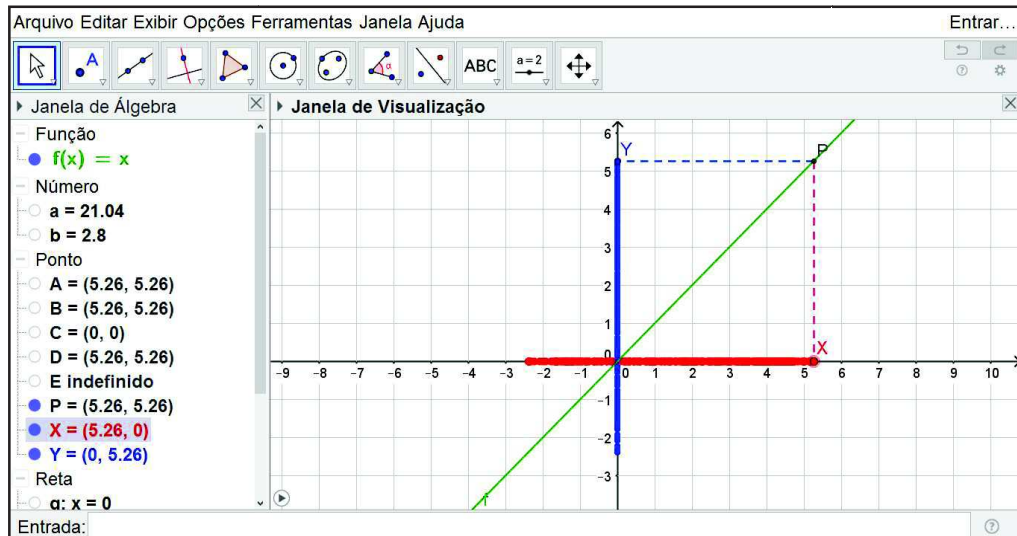 Arquivo Editar Exibir Opções Ferramentas Janela Ajuda Entrar...
A α ABC a=2
Janela de Álgebra
Janela de Visualização
Função
f(x) = x
Número
a = 21.04
b = 2.8
Ponto
A = (5.26, 5.26)
B = (5.26, 5.26)
C = (0, 0)
D = (5.26, 5.26)
E indefinido
P = (5.26, 5.26)
X = (5.26, 0)
Y = (0, 5.26)
Reta
q: x = 0
6
Y P
5
4
3
2
1
0 X
-9 -8 -7 -6 -5 -4 -3 -2 -1 0 1 2 3 4 5 6 7 8 9 10
-1
-2
-3
f
Entrada: